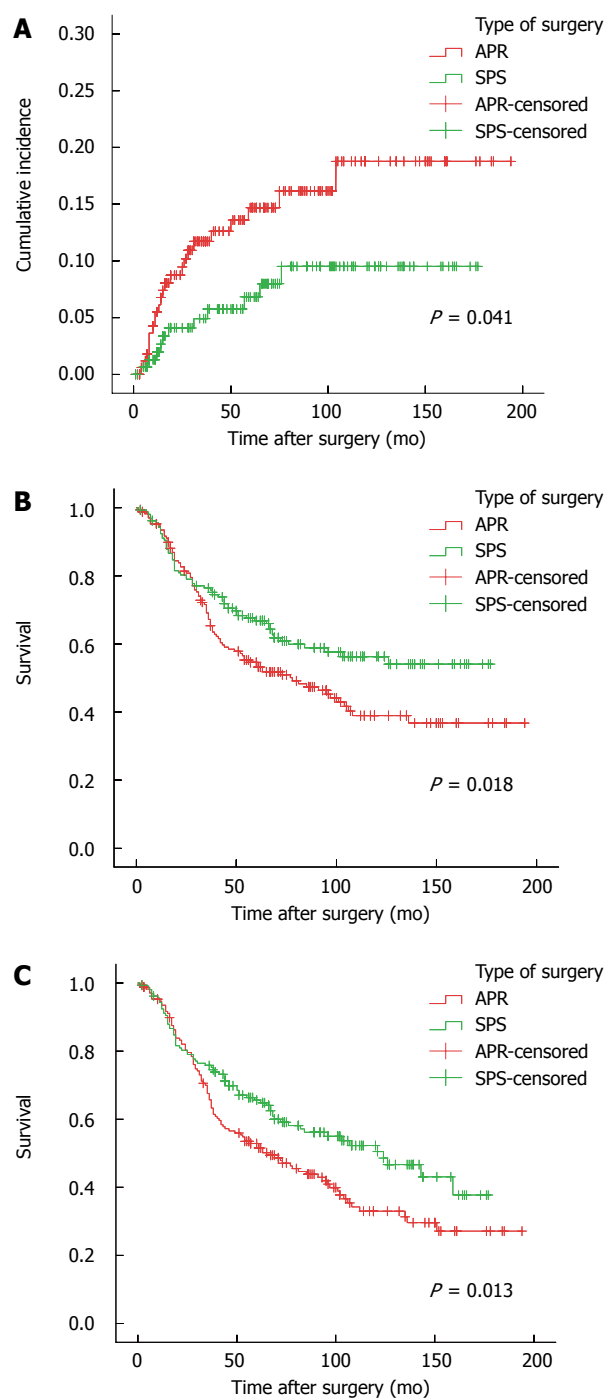 A
Type of surgery
APR
SPS
APR-censored
SPS-censored
0.30
0.25
0.20
0.15
0.10
0.05
0.00
Cumulative incidence
P = 0.041
0 50 100 150 200
Time after surgery (mo)
B
Type of surgery
APR
SPS
APR-censored
SPS-censored
1.0
0.8
0.6
0.4
0.2
0.0
Survival
P = 0.018
0 50 100 150 200
Time after surgery (mo)
C
Type of surgery
APR
SPS
APR-censored
SPS-censored
1.0
0.8
0.6
0.4
0.2
0.0
Survival
P = 0.013
0 50 100 150 200
Time after surgery (mo)